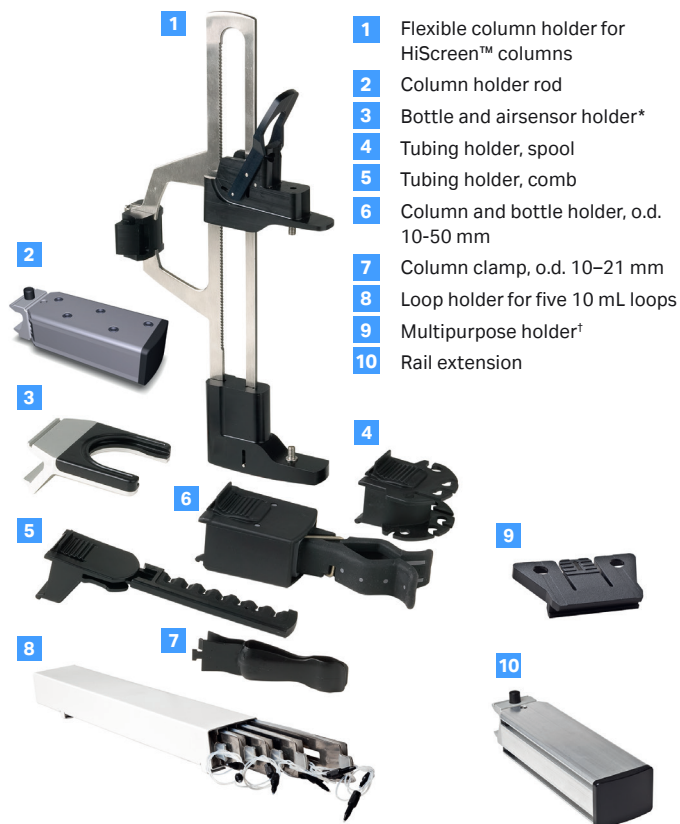 1
1 Flexible column holder for
HiScreen™ columns
2 Column holder rod
3 Bottle and airsensor holder*
4 Tubing holder, spool
5 Tubing holder, comb
6 Column and bottle holder, o.d.
10-50 mm
7 Column clamp, o.d. 10–21 mm
8 Loop holder for five 10 mL loops
9 Multipurpose holder†
10 Rail extension
2
3
4
6
5
9
7
8
10